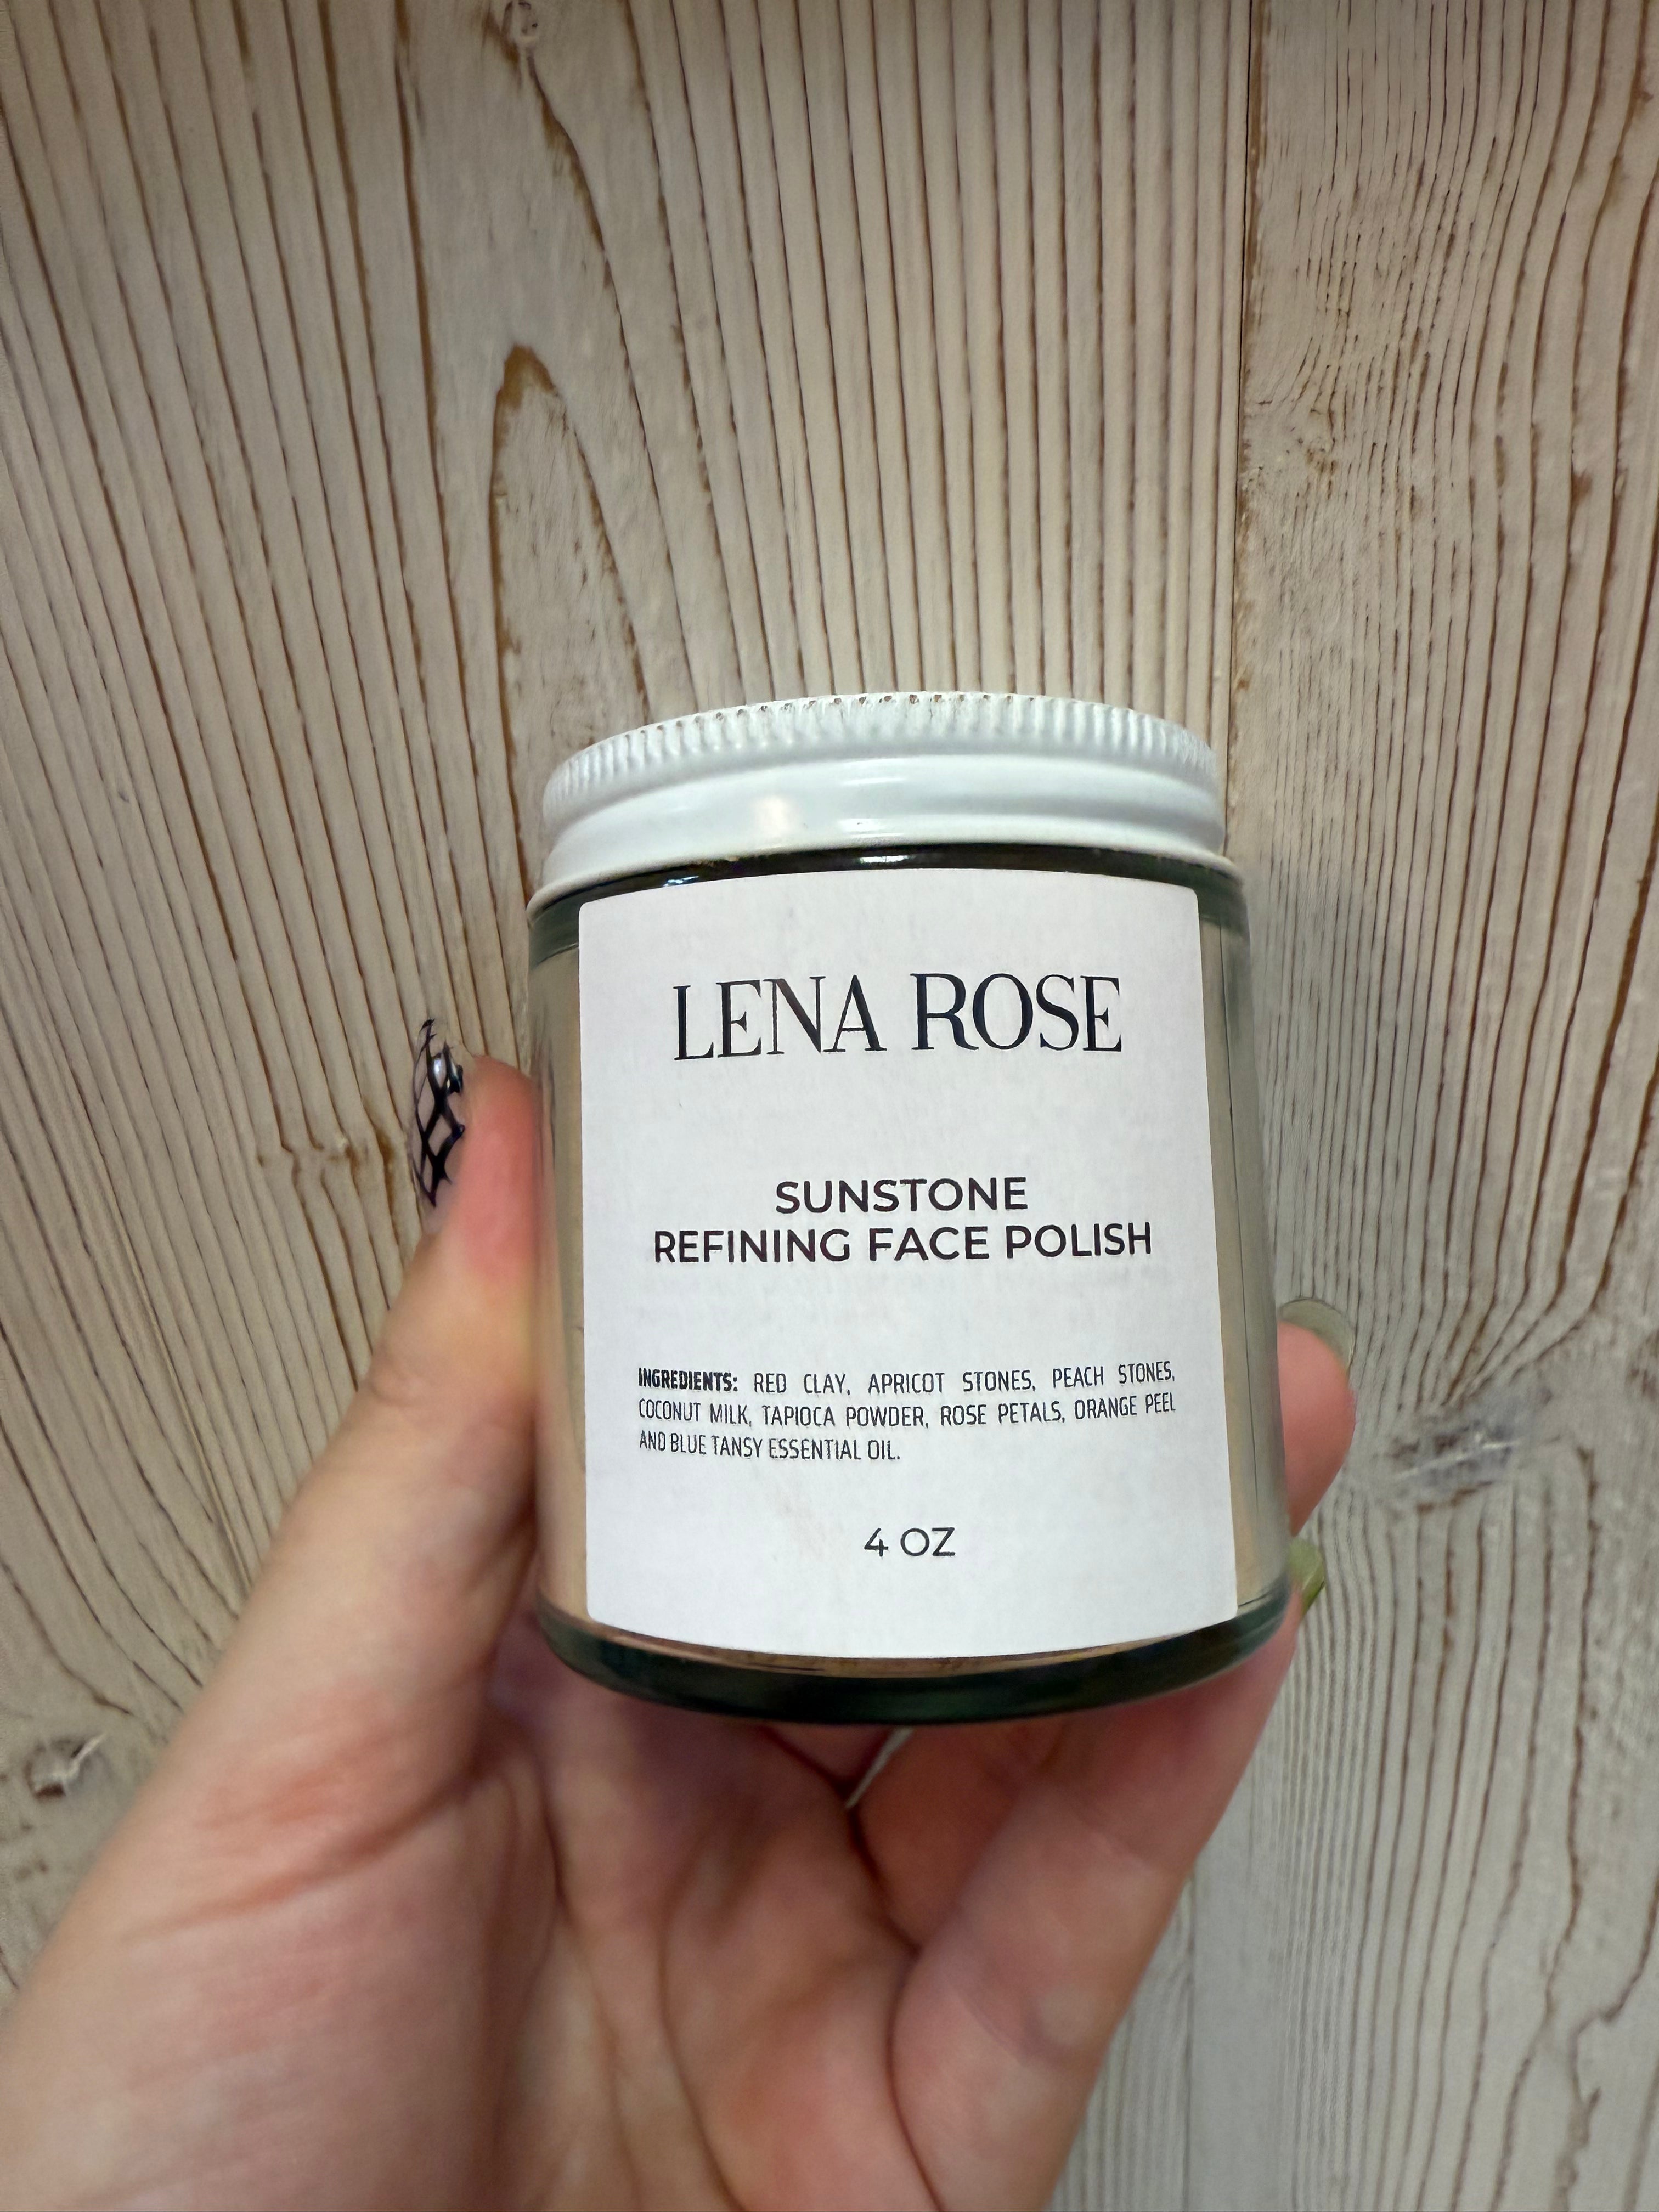 LENA ROSE
SUNSTONE
REFINING FACE POLISH
INGREDIENTS: RED CLAY, APRICOT STONES, PEACH STONES,
COCONUT MILK, TAPIOCA POWDER, ROSE PETALS, ORANGE PEEL
AND BLUE TANSY ESSENTIAL OIL.
4 OZ